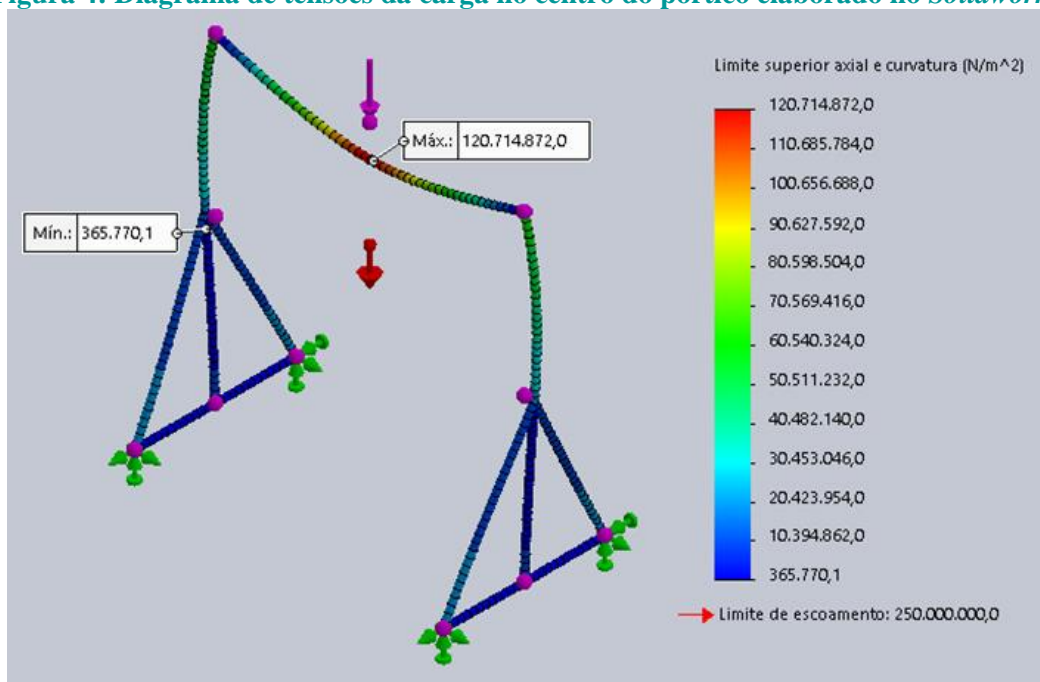 Figura 4. Diagrama de tensões da carga no centro do pórtico elaborado no Solidwork
Limite superior axial e curvatura (N/m^2)
120.714.872,0
110.685.784,0
100.656.688,0
90.627.592,0
80.598.504,0
70.569.416,0
60.540.324,0
50.511.232,0
40.482.140,0
30.453.046,0
20.423.954,0
10.394.862,0
365.770,1
Máx.: 120.714.872,0
Mín.: 365.770,1
Limite de escoamento: 250.000.000,0